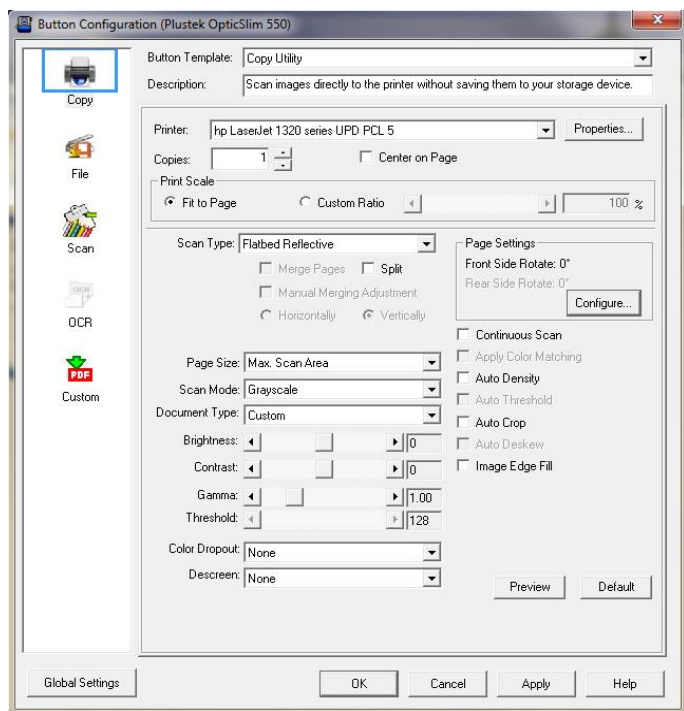 Button Configuration (Plustek OpticSlim 550)
Copy
File
Scan
OCR
OCR
PDF
Custom
Button Template: Copy Utility
Description: Scan images directly to the printer without saving them to your storage device.
Printer: hp LaserJet 1320 series UPD PCL 5 Properties...
Copies: 1 Center on Page
Print Scale
Fit to Page Custom Ratio 100 %
Scan Type: Flatbed Reflective
Merge Pages Split
Manual Merging Adjustment
Horizontally Vertically
Page Settings
Front Side Rotate: 0°
Rear Side Rotate: 0°
Configure...
Page Size: Max. Scan Area
Scan Mode: Grayscale
Document Type: Custom
Brightness: 0
Contrast: 0
Gamma: 1.00
Threshold: 128
Color Dropout: None
Descreen: None
Continuous Scan
Apply Color Matching
Auto Density
Auto Threshold
Auto Crop
Auto Deskew
Image Edge Fill
Preview Default
Global Settings OK Cancel Apply Help